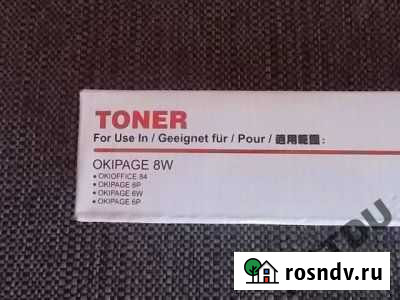 TONER
For Use In / Geeignet für / Pour / 適用範圍:
OKIPAGE 8W
• OKIOFFICE 84
• OKIPAGE 8P
• OKIPAGE 6W
• OKIPAGE 6P
rosndv.ru